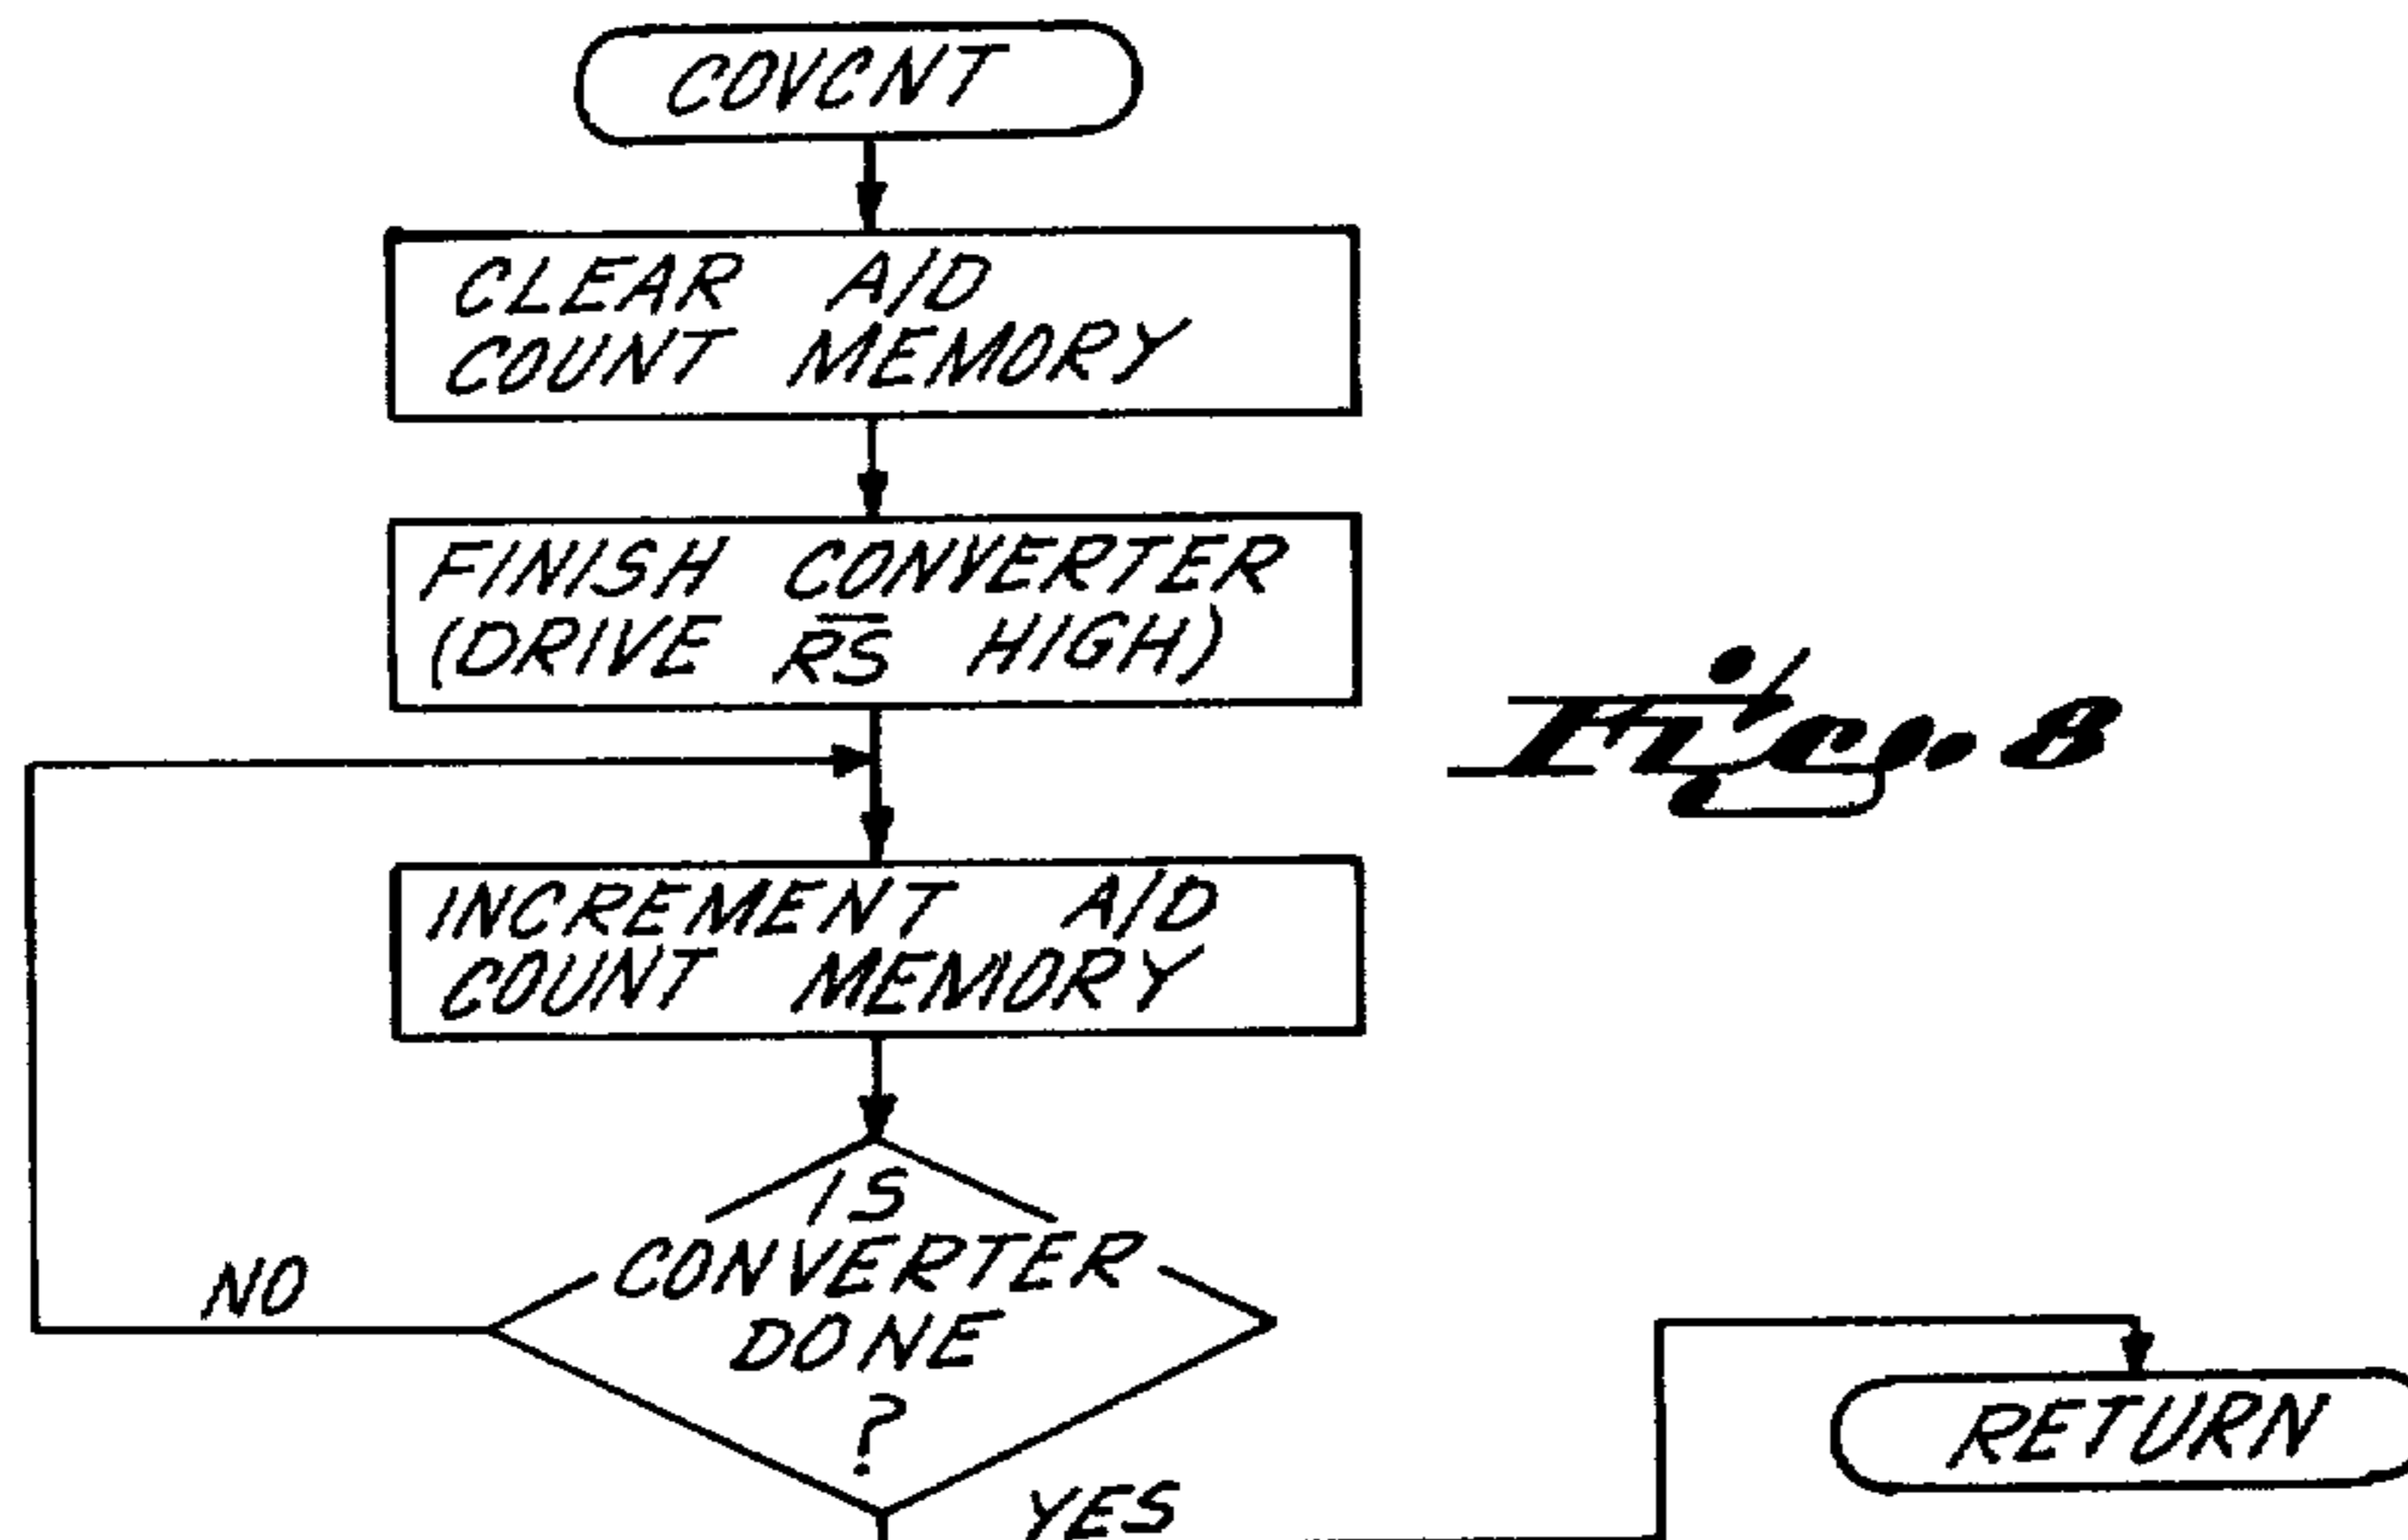 COVCNT
CLEAR A/D
COUNT MEMORY
FINISH CONVERTER
(DRIVE R̅S̅ HIGH)
Fig. 8
INCREMENT A/D
COUNT MEMORY
IS
CONVERTER
DONE
?
NO
YES
RETURN